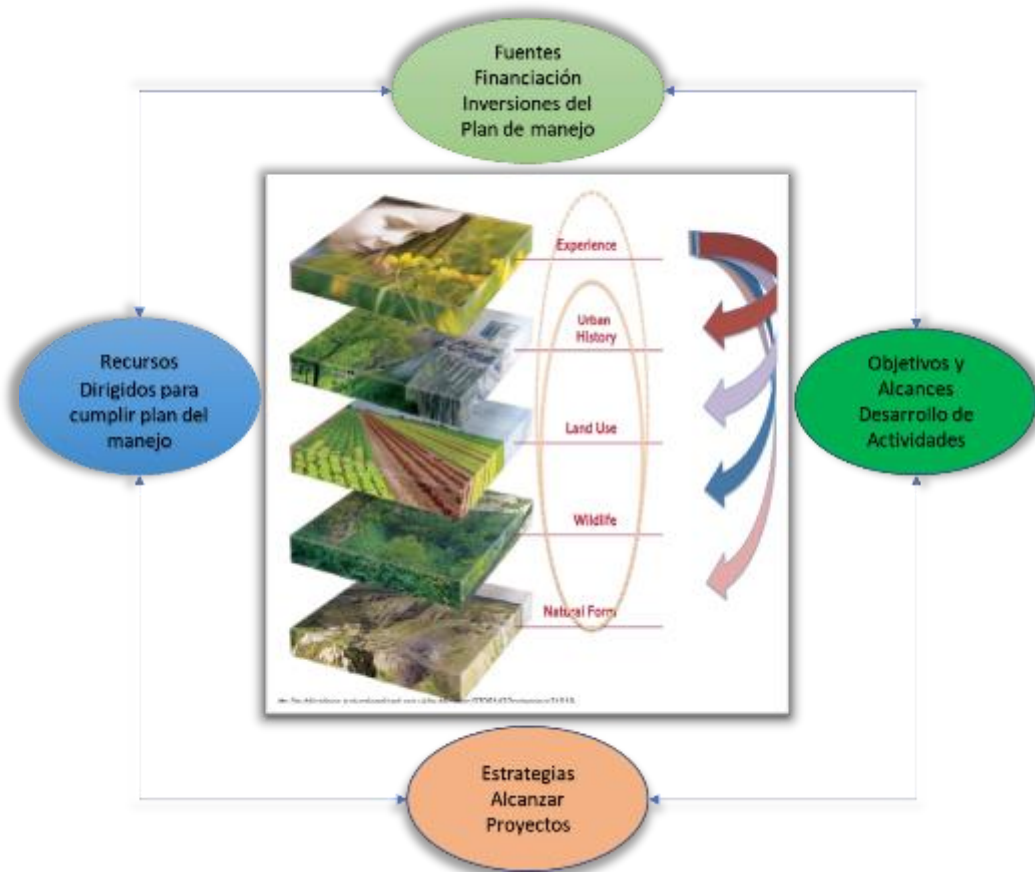 Fuentes
Financiación
Inversiones del
Plan de manejo
Experience
Urban
History
Land Use
Wildlife
Natural Form
Recursos
Dirigidos para
cumplir plan del
manejo
Objetivos y
Alcances
Desarrollo de
Actividades
Estrategias
Alcanzar
Proyectos